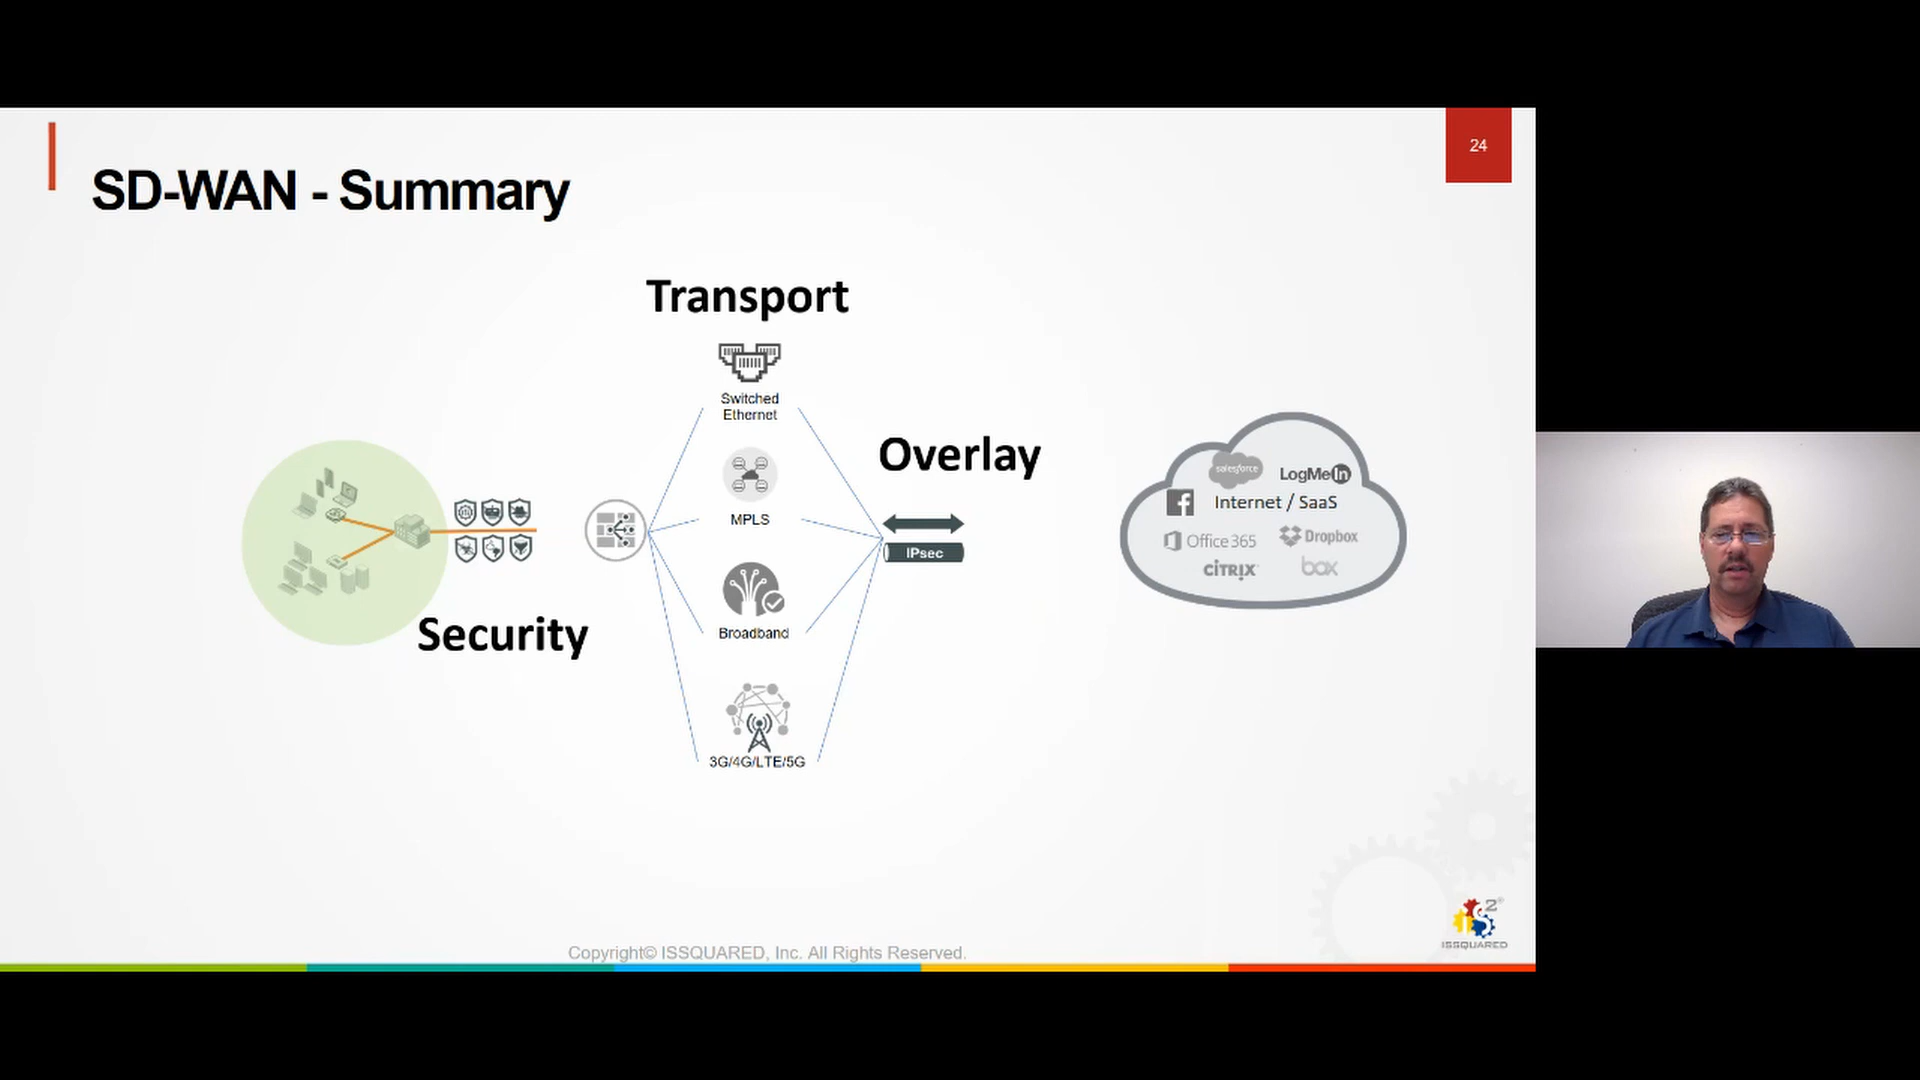 24
SD-WAN - Summary
Transport
Switched
Ethernet
MPLS
Broadband
3G/4G/LTE/5G
Overlay
IPsec
Security
salesforce
LogMeIn
Internet / SaaS
Office 365
Dropbox
CITRIX
box
IS2
ISSQUARED
Copyright© ISSQUARED, Inc. All Rights Reserved.